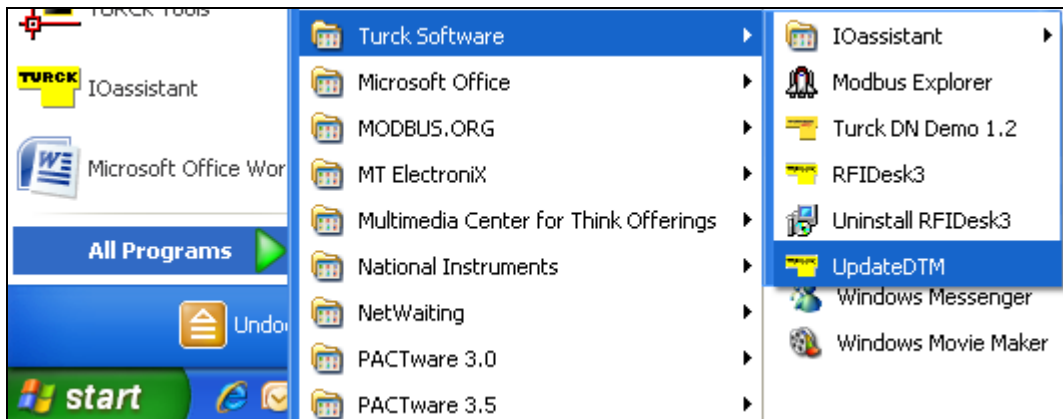 TURCK Tools
TURCK
IOassistant
Microsoft Office Wor
All Programs
Undo
start
Turck Software
Microsoft Office
MODBUS.ORG
MT ElectroniX
Multimedia Center for Think Offerings
National Instruments
NetWaiting
PACTware 3.0
PACTware 3.5
IOassistant
Modbus Explorer
Turck DN Demo 1.2
RFIDesk3
Uninstall RFIDesk3
UpdateDTM
Windows Messenger
Windows Movie Maker